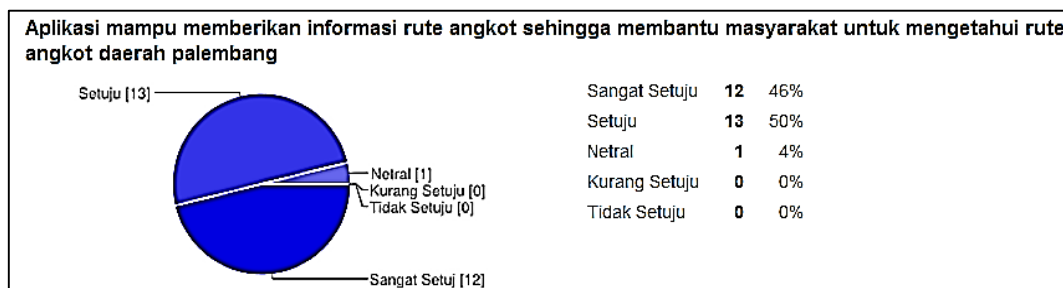 Aplikasi mampu memberikan informasi rute angkot sehingga membantu masyarakat untuk mengetahui rute
angkot daerah palembang
Setuju [13]
Netral [1]
Kurang Setuju [0]
Tidak Setuju [0]
Sangat Setuj [12]
Sangat Setuju 12 46%
Setuju 13 50%
Netral 1 4%
Kurang Setuju 0 0%
Tidak Setuju 0 0%